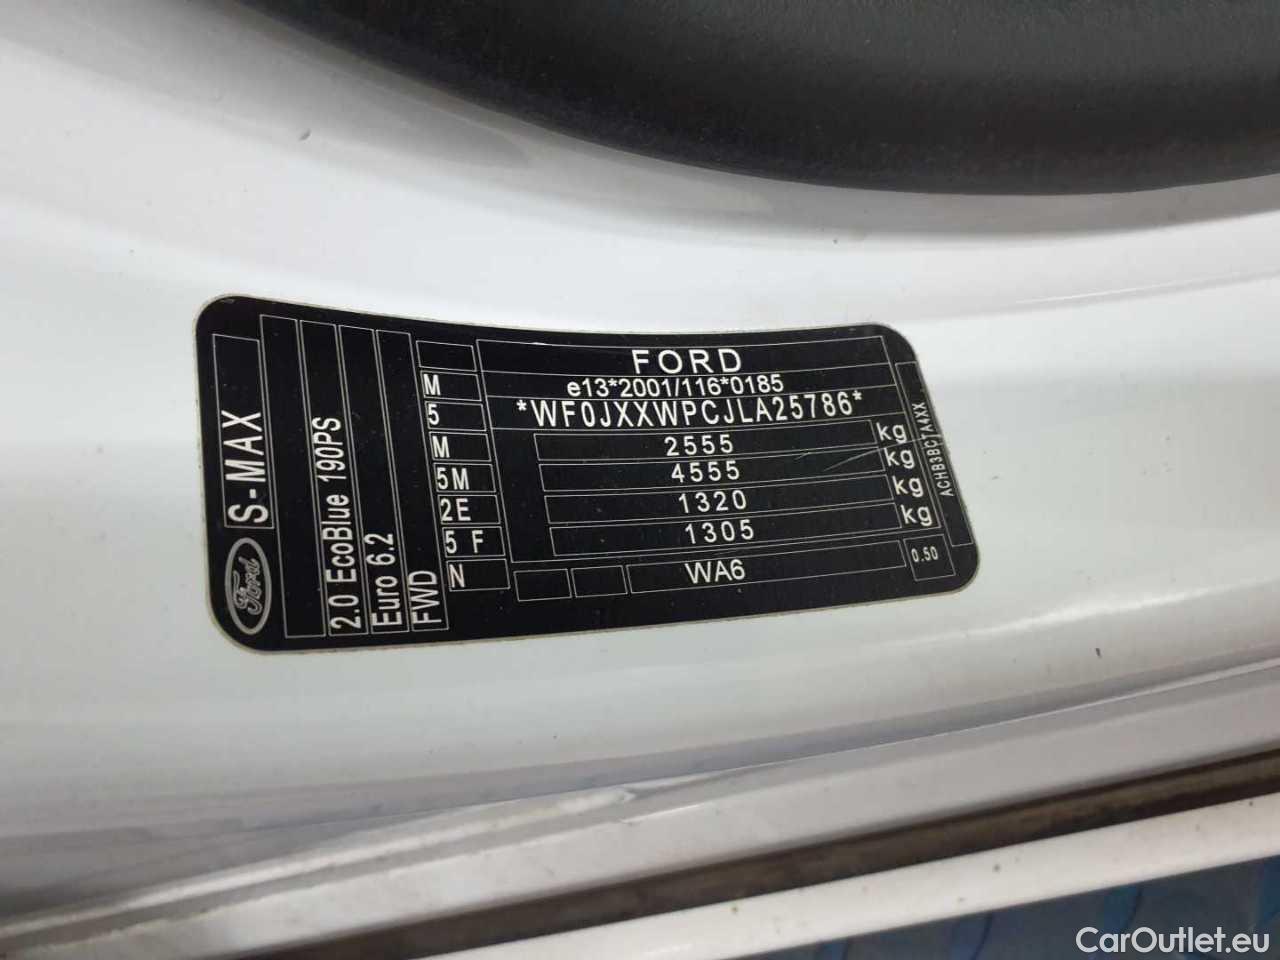 FORD
e13*2001/116*0185
*WF0JXXWPCJLA25786*
2555 kg
4555 kg
1320 kg
1305 kg
WA6
0.50
M
5
M
5M
2E
5 F
N
Ford
S-MAX
2.0 EcoBlue 190PS
Euro 6.2
FWD
CarOutlet.eu